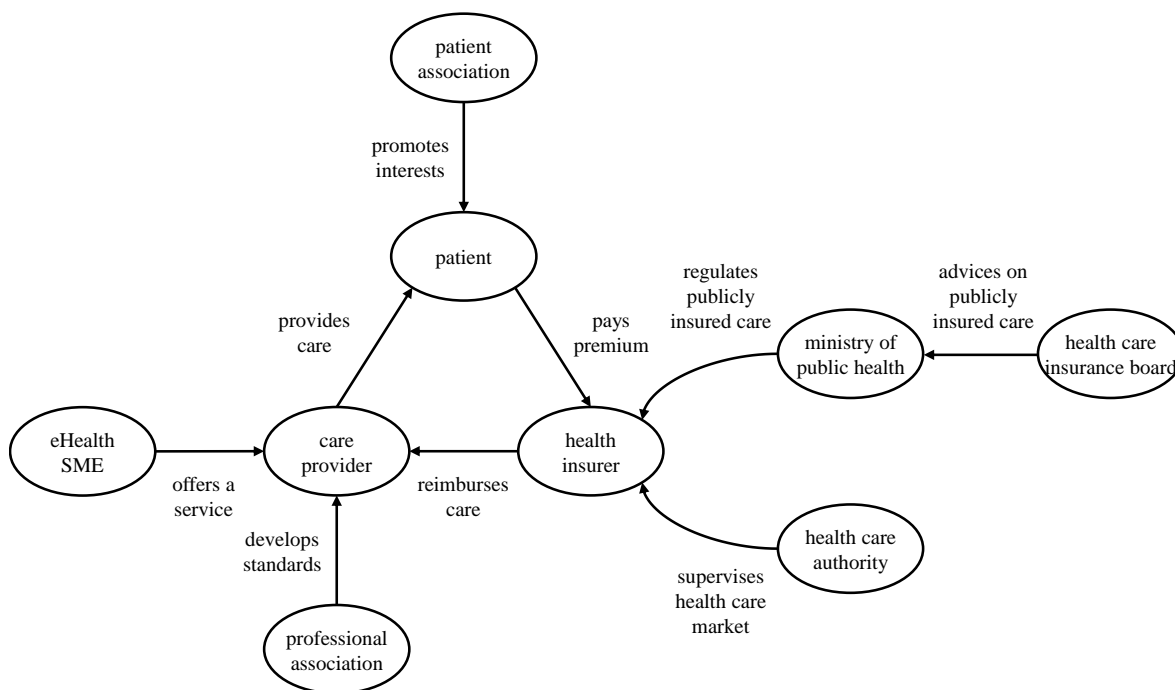 patient
association
promotes
interests
patient
regulates
publicly
insured care
advices on
publicly
insured care
provides
care
pays
premium
ministry of
public health
health care
insurance board
eHealth
SME
care
provider
health
insurer
offers a
service
reimburses
care
develops
standards
health care
authority
supervises
health care
market
professional
association